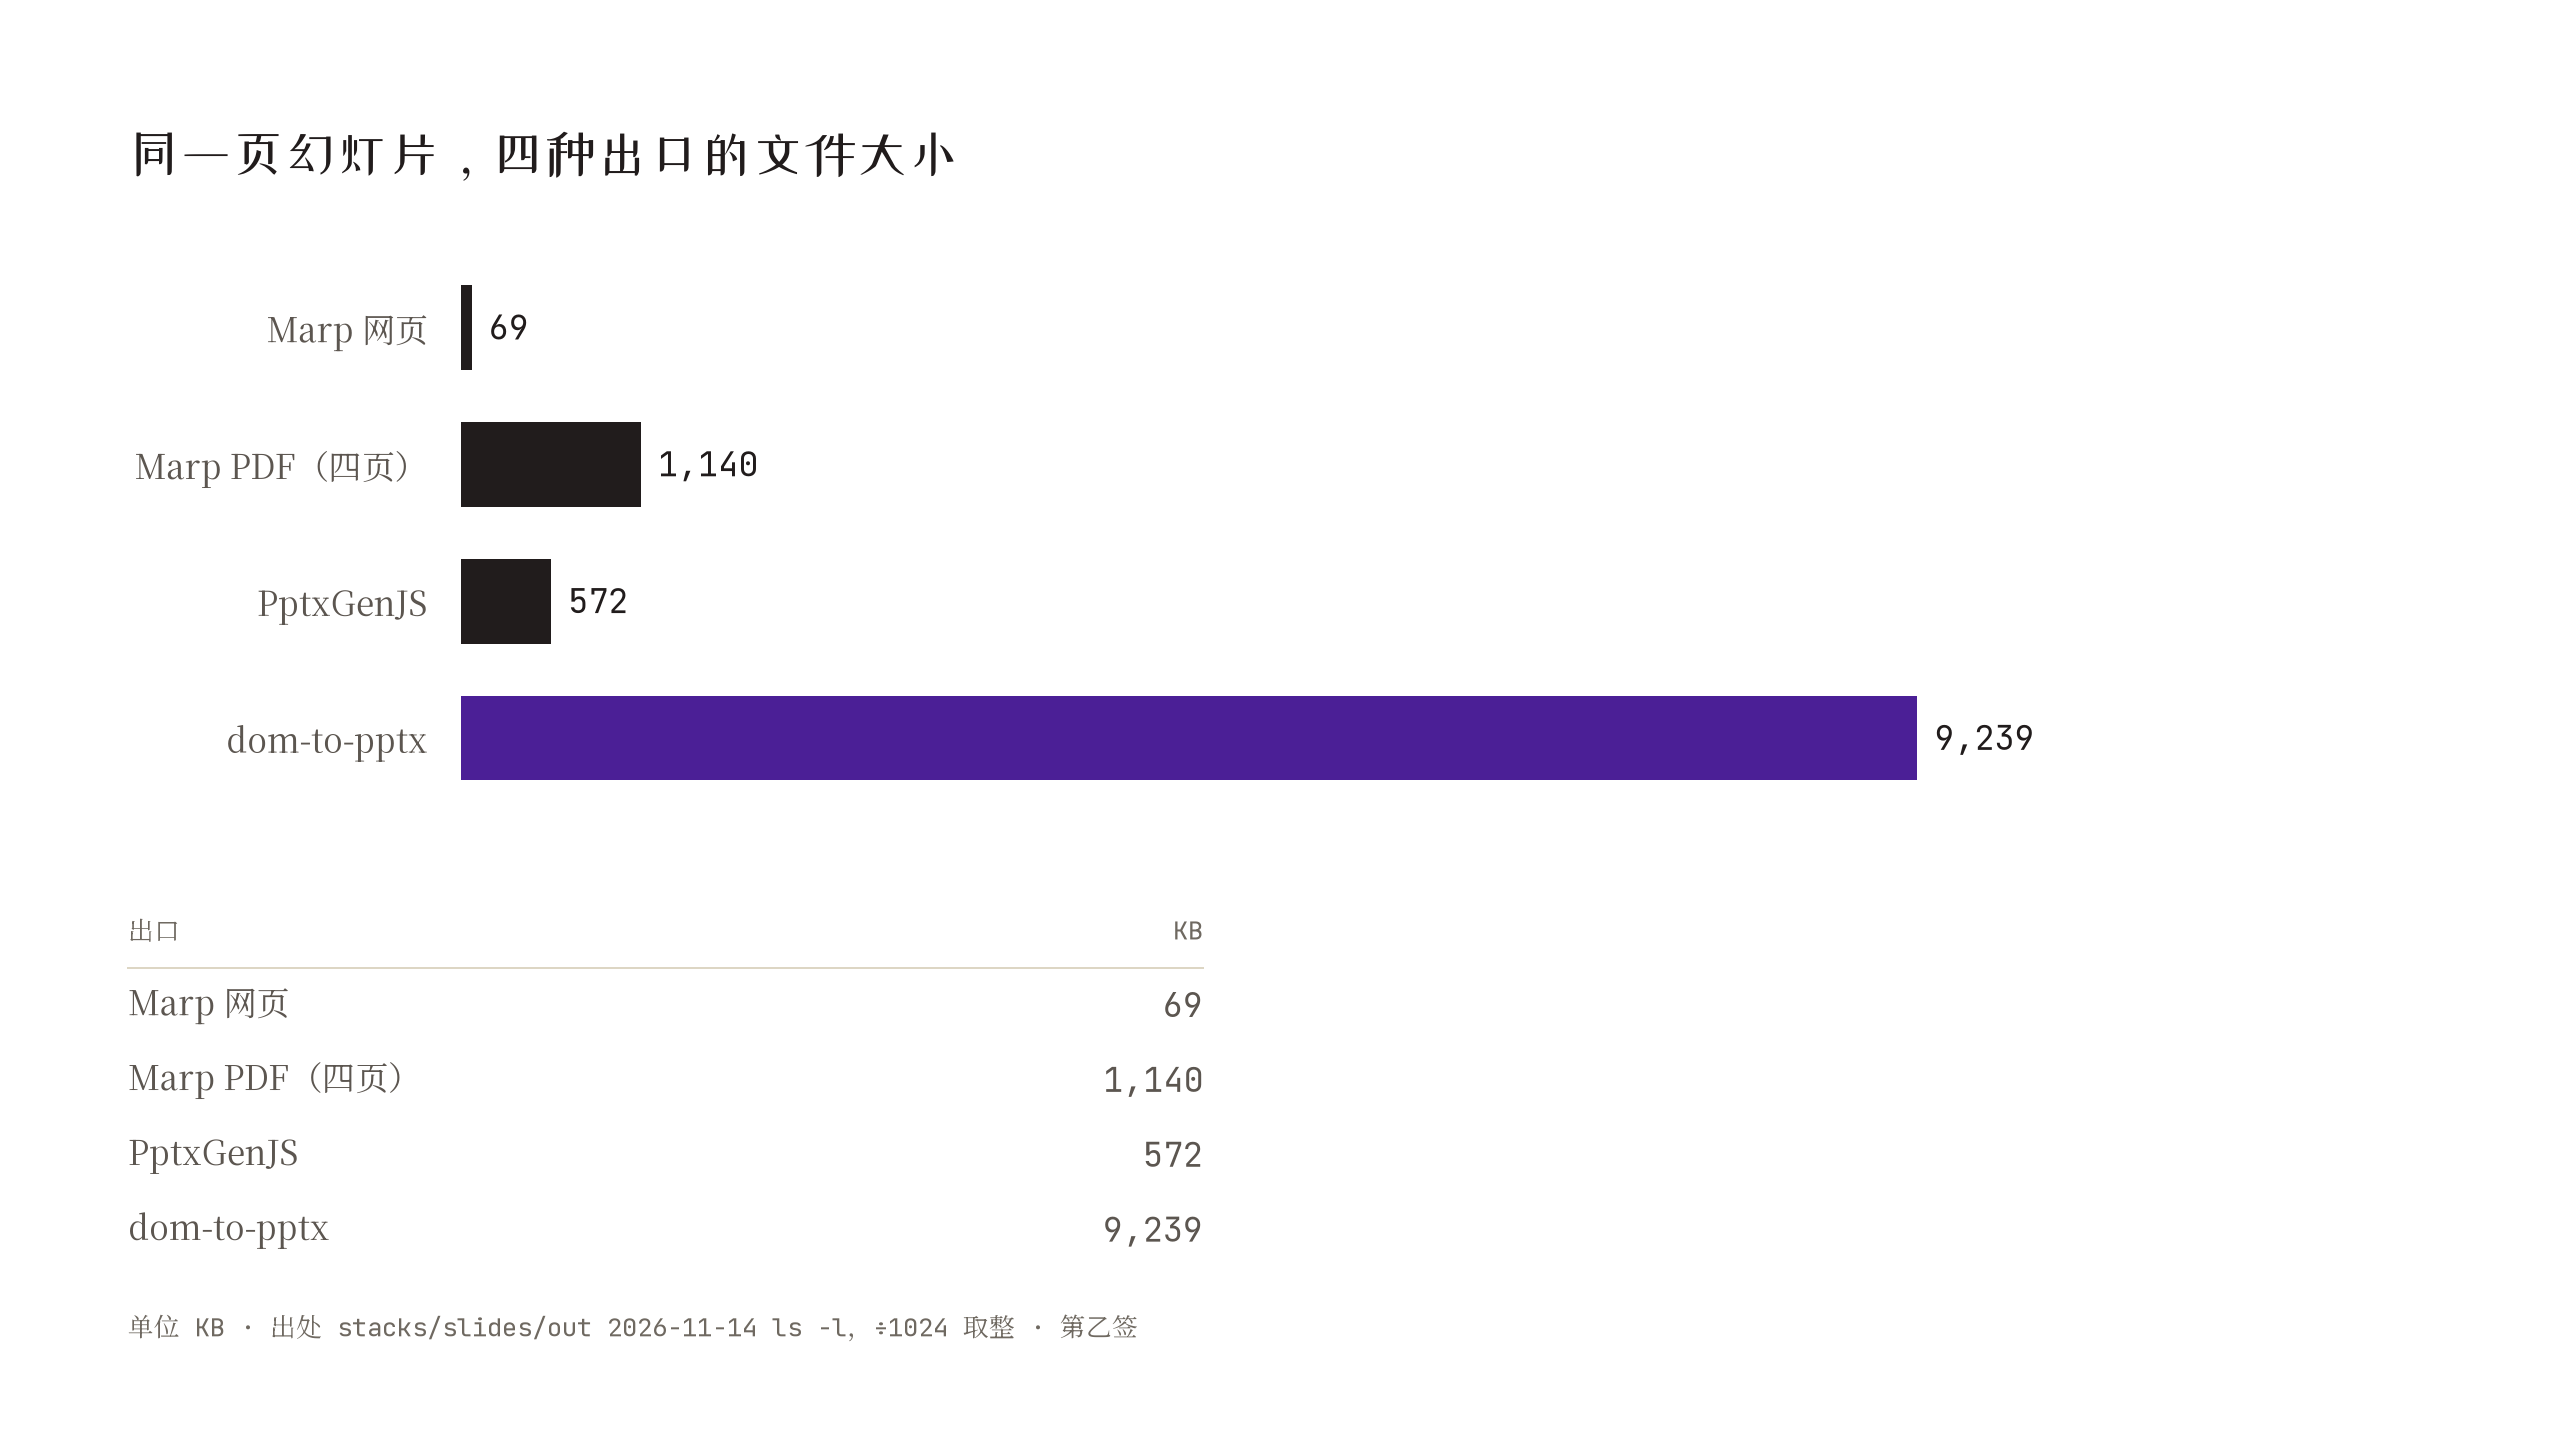 同一页幻灯片，四种出口的文件大小
Marp 网页 69
Marp PDF（四页） 1,140
PptxGenJS 572
dom-to-pptx 9,239
出口 KB
Marp 网页 69
Marp PDF（四页） 1,140
PptxGenJS 572
dom-to-pptx 9,239
单位 KB · 出处 stacks/slides/out 2026-11-14 ls -l，÷1024 取整 · 第乙签